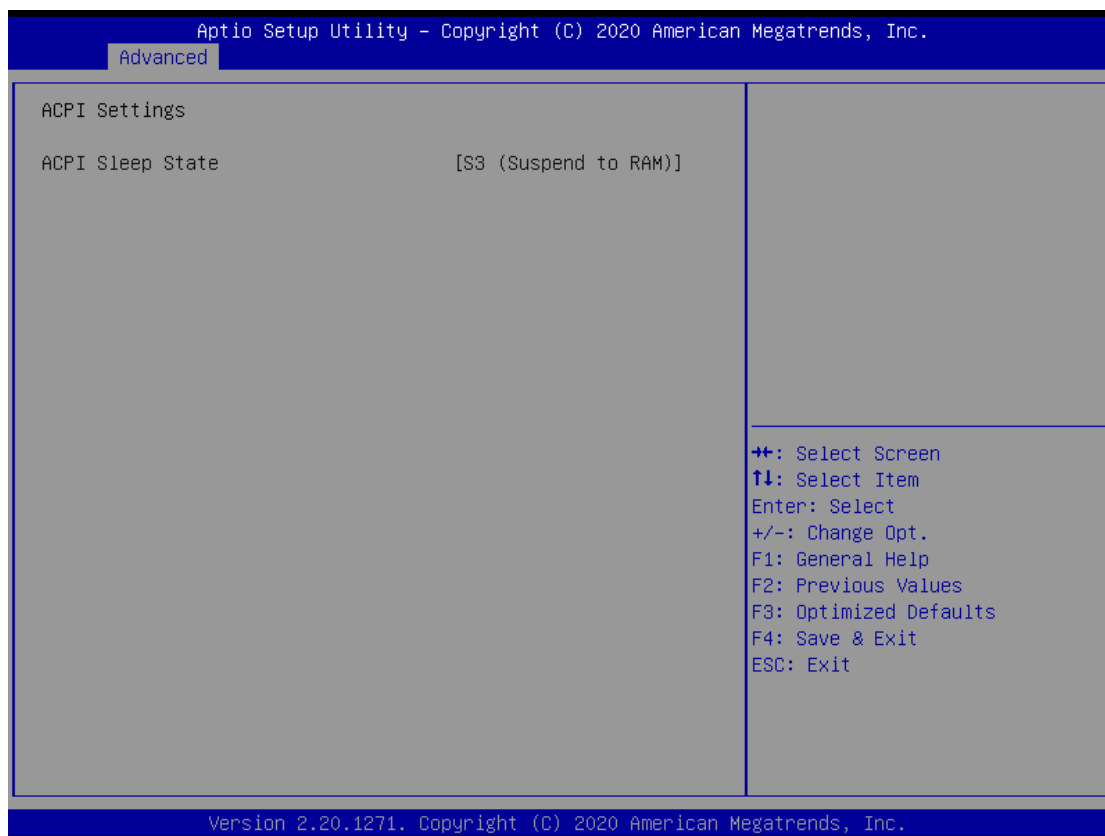 Aptio Setup Utility – Copyright (C) 2020 American Megatrends, Inc.
Advanced
ACPI Settings
ACPI Sleep State [S3 (Suspend to RAM)]
→←: Select Screen
↑↓: Select Item
Enter: Select
+/-: Change Opt.
F1: General Help
F2: Previous Values
F3: Optimized Defaults
F4: Save & Exit
ESC: Exit
Version 2.20.1271. Copyright (C) 2020 American Megatrends, Inc.